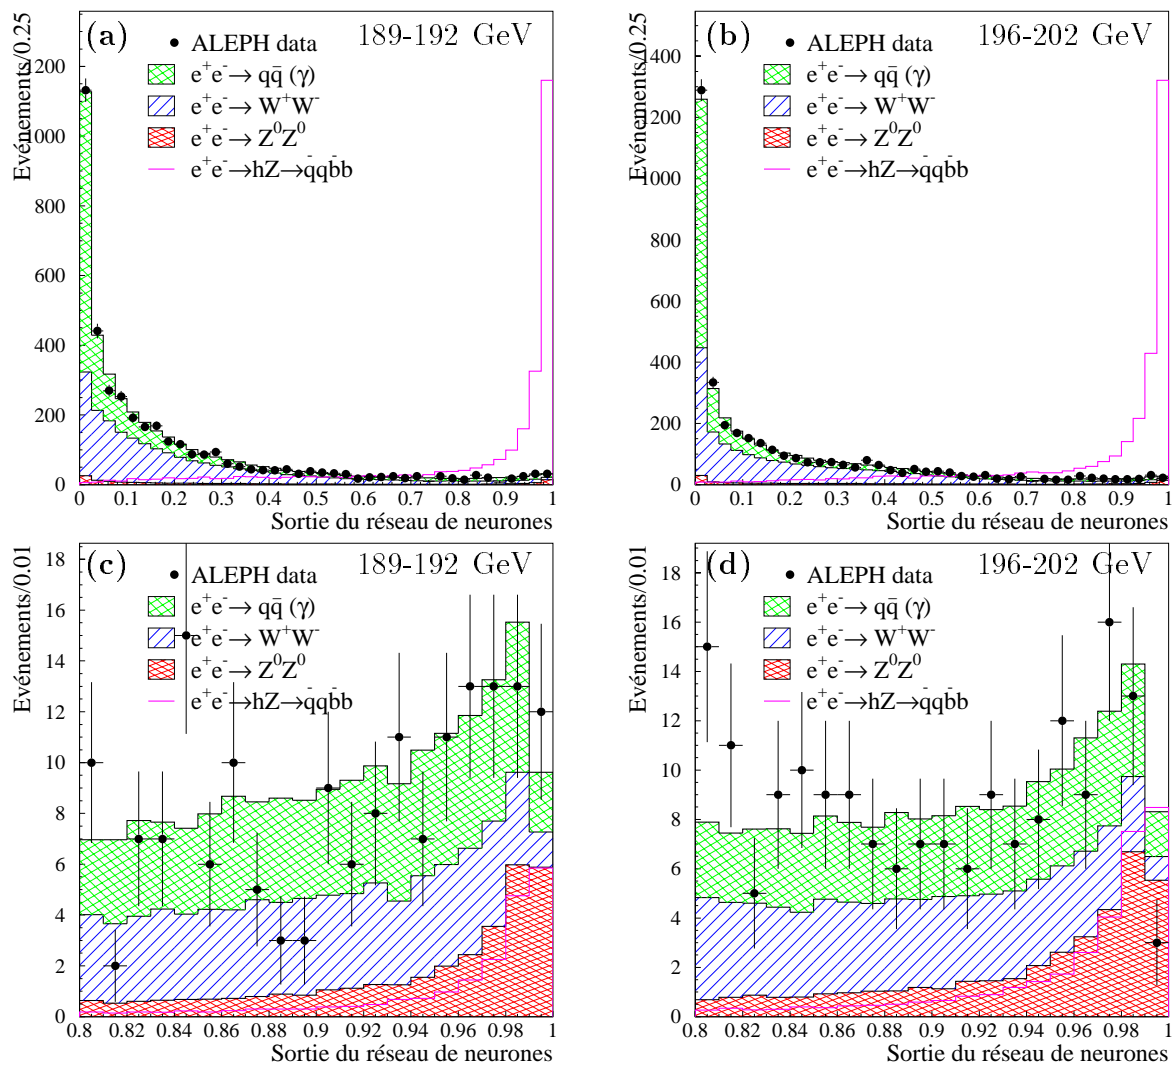 (a) 189-192 GeV
ALEPH data
e⁺e⁻→ qq̄ (γ)
e⁺e⁻→ W⁺W⁻
e⁺e⁻→ Z⁰Z⁰
e⁺e⁻→hZ→q̄qb̄b
Evénements/0.25
1200
1000
800
600
400
200
0
0 0.1 0.2 0.3 0.4 0.5 0.6 0.7 0.8 0.9 1
Sortie du réseau de neurones
(b) 196-202 GeV
ALEPH data
e⁺e⁻→ qq̄ (γ)
e⁺e⁻→ W⁺W⁻
e⁺e⁻→ Z⁰Z⁰
e⁺e⁻→hZ→q̄qb̄b
Evénements/0.25
1400
1200
1000
800
600
400
200
0
0 0.1 0.2 0.3 0.4 0.5 0.6 0.7 0.8 0.9 1
Sortie du réseau de neurones
(c) 189-192 GeV
ALEPH data
e⁺e⁻→ qq̄ (γ)
e⁺e⁻→ W⁺W⁻
e⁺e⁻→ Z⁰Z⁰
e⁺e⁻→hZ→q̄qb̄b
Evénements/0.01
18
16
14
12
10
8
6
4
2
0
0.8 0.82 0.84 0.86 0.88 0.9 0.92 0.94 0.96 0.98 1
Sortie du réseau de neurones
(d) 196-202 GeV
ALEPH data
e⁺e⁻→ qq̄ (γ)
e⁺e⁻→ W⁺W⁻
e⁺e⁻→ Z⁰Z⁰
e⁺e⁻→hZ→q̄qb̄b
Evénements/0.01
18
16
14
12
10
8
6
4
2
0
0.8 0.82 0.84 0.86 0.88 0.9 0.92 0.94 0.96 0.98 1
Sortie du réseau de neurones